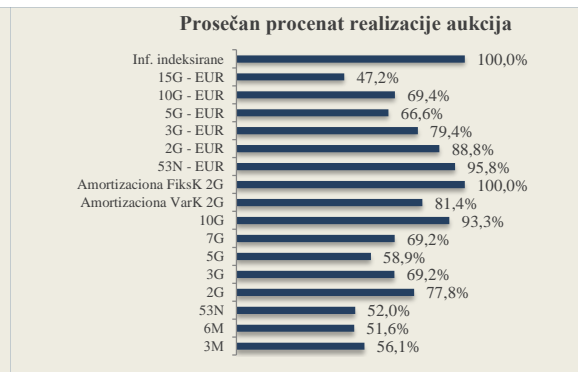 Prosečan procenat realizacije aukcija
Inf. indeksirane 100,0%
15G - EUR 47,2%
10G - EUR 69,4%
5G - EUR 66,6%
3G - EUR 79,4%
2G - EUR 88,8%
53N - EUR 95,8%
Amortizaciona FiksK 2G 100,0%
Amortizaciona VarK 2G 81,4%
10G 93,3%
7G 69,2%
5G 58,9%
3G 69,2%
2G 77,8%
53N 52,0%
6M 51,6%
3M 56,1%